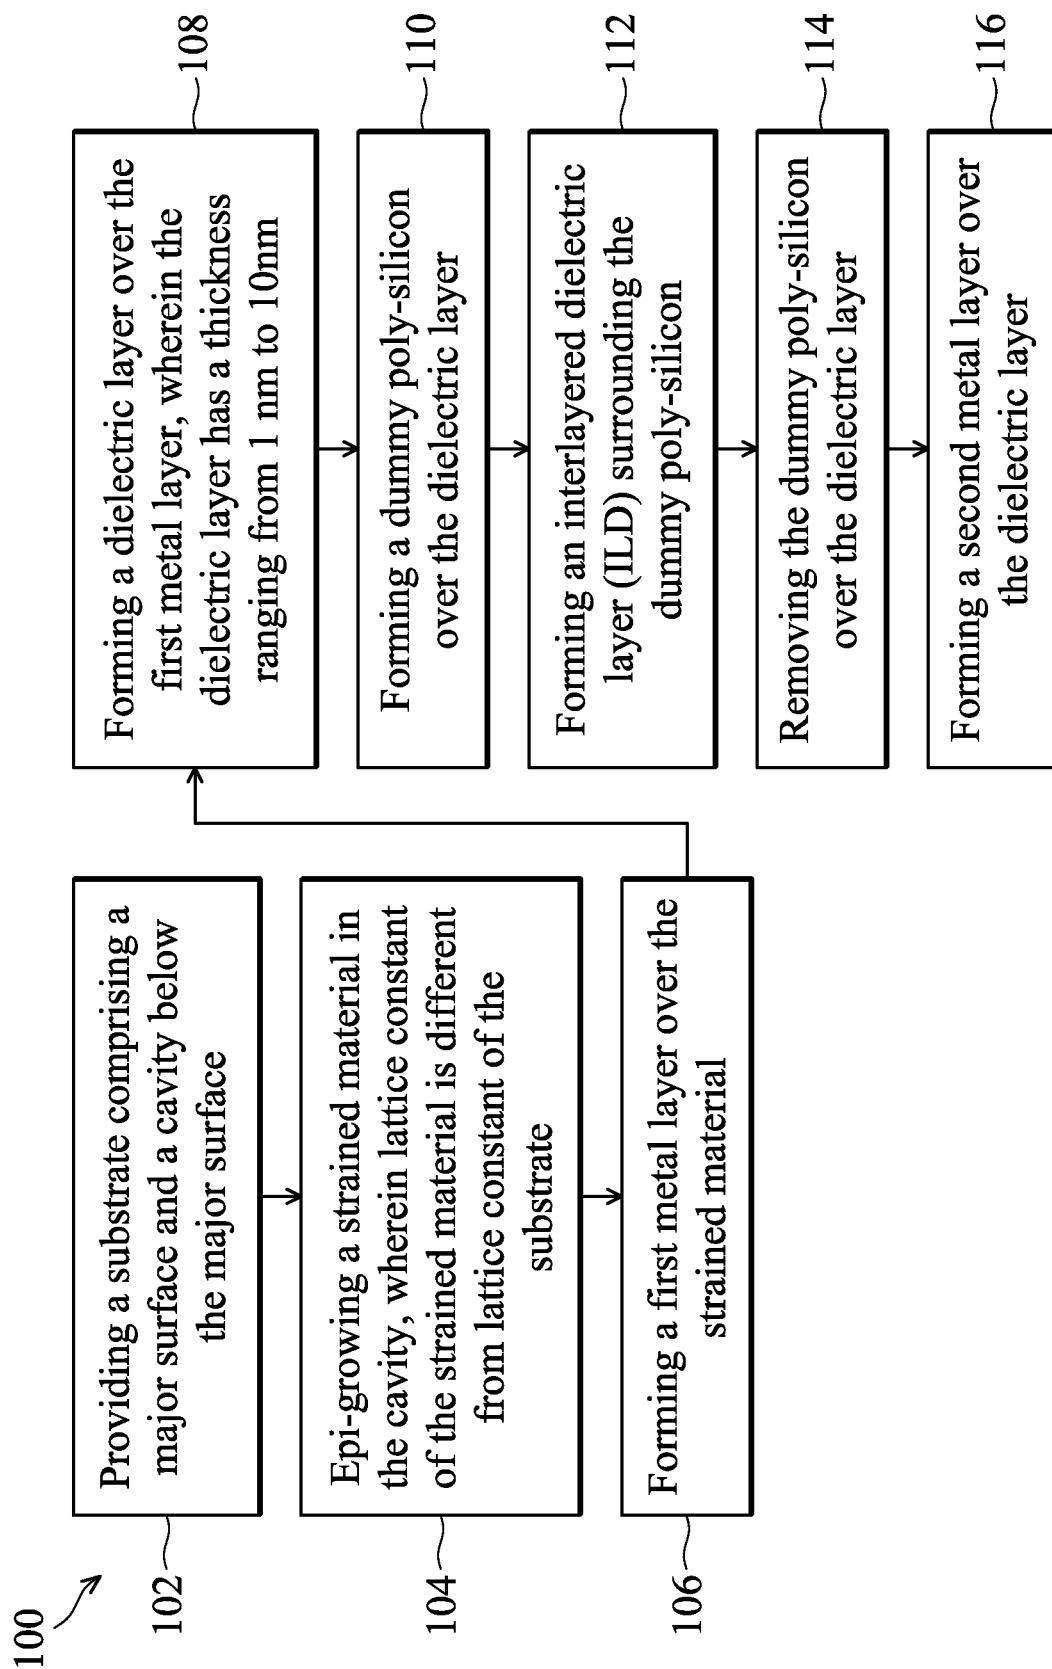 100
102
Providing a substrate comprising a
major surface and a cavity below
the major surface
104
Epi-growing a strained material in
the cavity, wherein lattice constant
of the strained material is different
from lattice constant of the
substrate
106
Forming a first metal layer over the
strained material
108
Forming a dielectric layer over the
first metal layer, wherein the
dielectric layer has a thickness
ranging from 1 nm to 10nm
110
Forming a dummy poly-silicon
over the dielectric layer
112
Forming an interlayered dielectric
layer (ILD) surrounding the
dummy poly-silicon
114
Removing the dummy poly-silicon
over the dielectric layer
116
Forming a second metal layer over
the dielectric layer